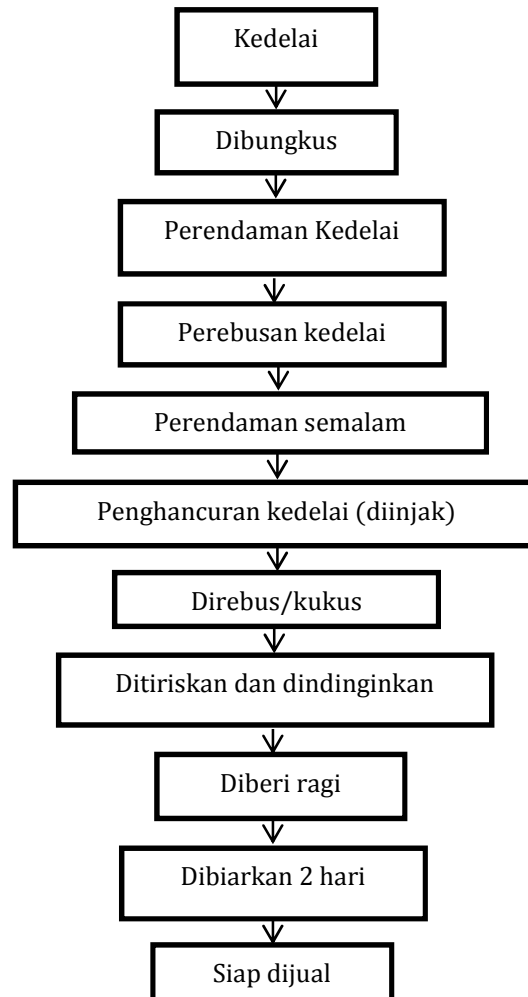 Kedelai
Dibungkus
Perendaman Kedelai
Perebusan kedelai
Perendaman semalam
Penghancuran kedelai (diinjak)
Direbus/kukus
Ditiriskan dan dindinginkan
Diberi ragi
Dibiarkan 2 hari
Siap dijual